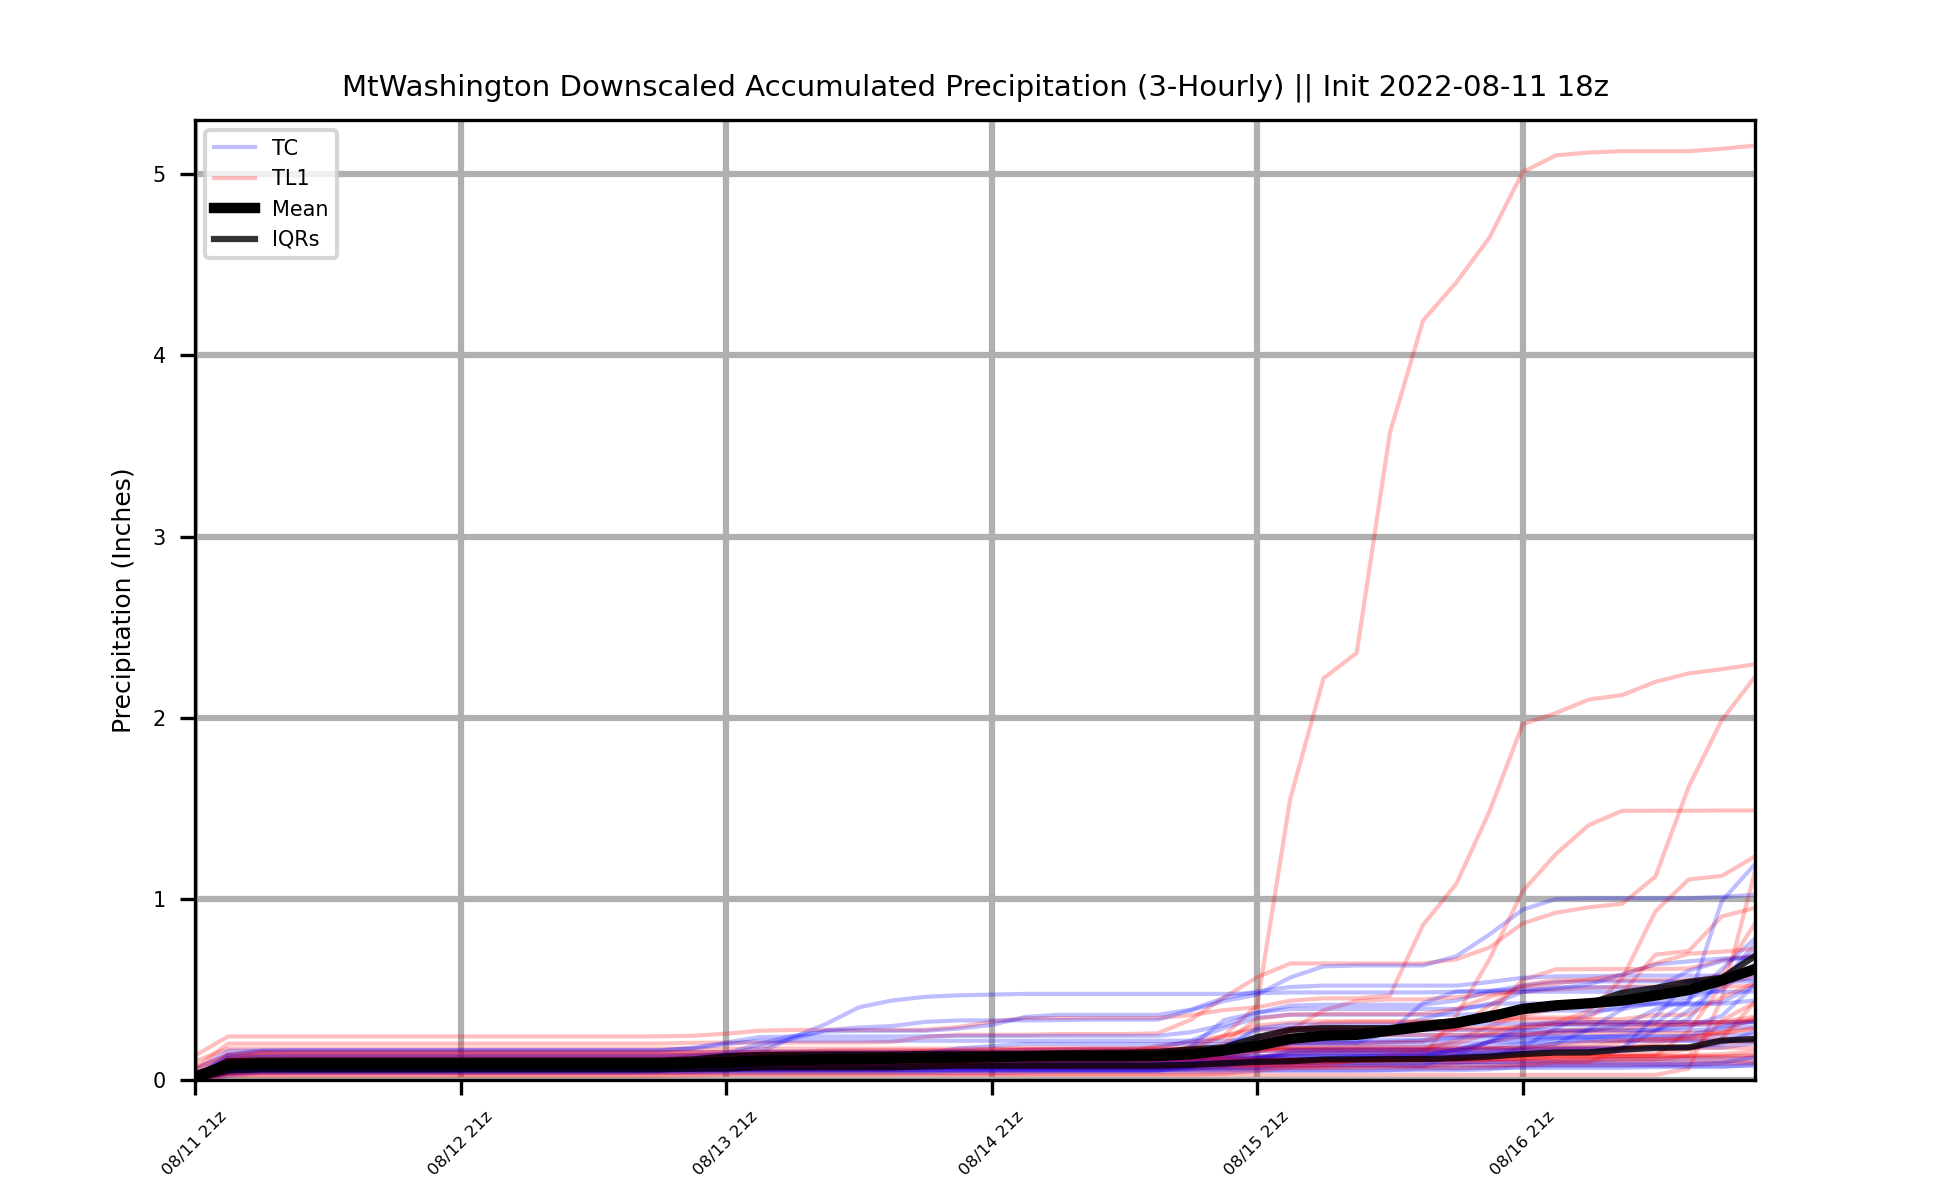 MtWashington Downscaled Accumulated Precipitation (3-Hourly) || Init 2022-08-11 18z
TC
TL1
Mean
IQRs
Precipitation (Inches)
5
4
3
2
1
0
08/11 21z
08/12 21z
08/13 21z
08/14 21z
08/15 21z
08/16 21z